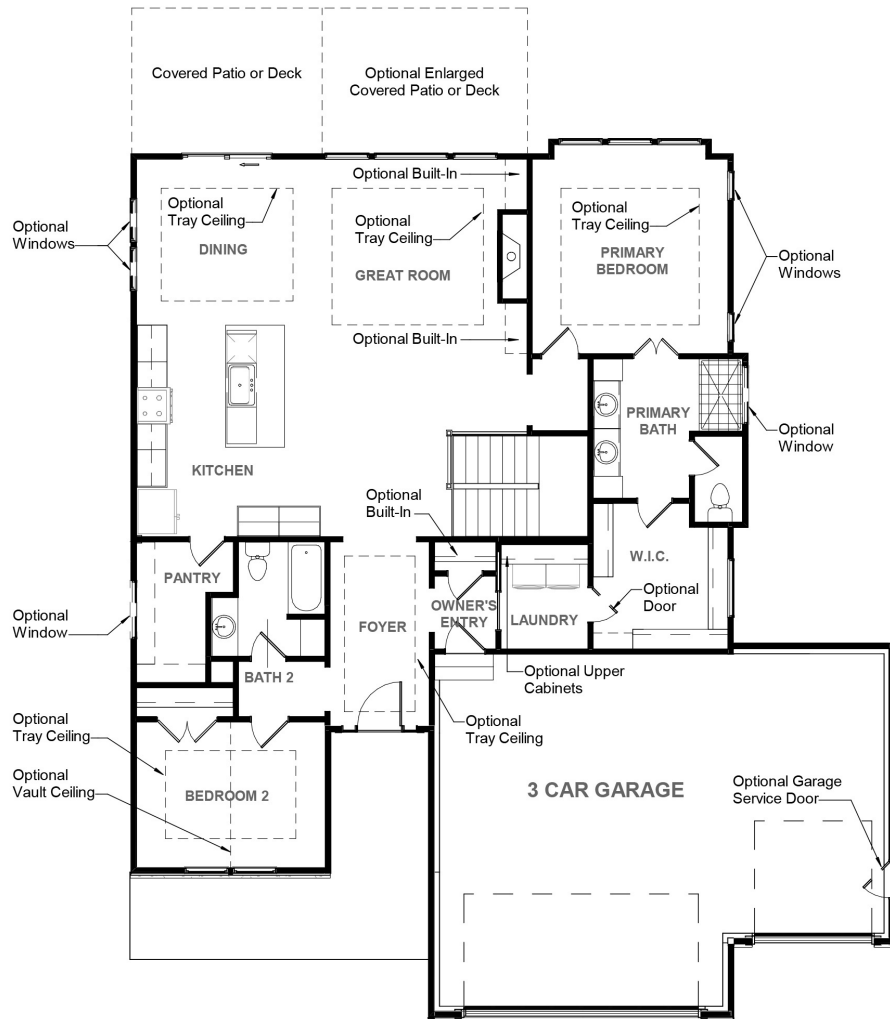 Covered Patio or Deck
Optional Enlarged
Covered Patio or Deck
Optional Built-In
Optional
Tray Ceiling
DINING
Optional
Tray Ceiling
GREAT ROOM
Optional
Tray Ceiling
PRIMARY
BEDROOM
Optional
Windows
Optional
Windows
Optional Built-In
PRIMARY
BATH
Optional
Window
KITCHEN
Optional
Built-In
W.I.C.
PANTRY
Optional
Door
Optional
Window
FOYER
OWNER'S
ENTRY
LAUNDRY
BATH 2
Optional Upper
Cabinets
Optional
Tray Ceiling
Optional
Tray Ceiling
Optional
Vault Ceiling
BEDROOM 2
3 CAR GARAGE
Optional Garage
Service Door